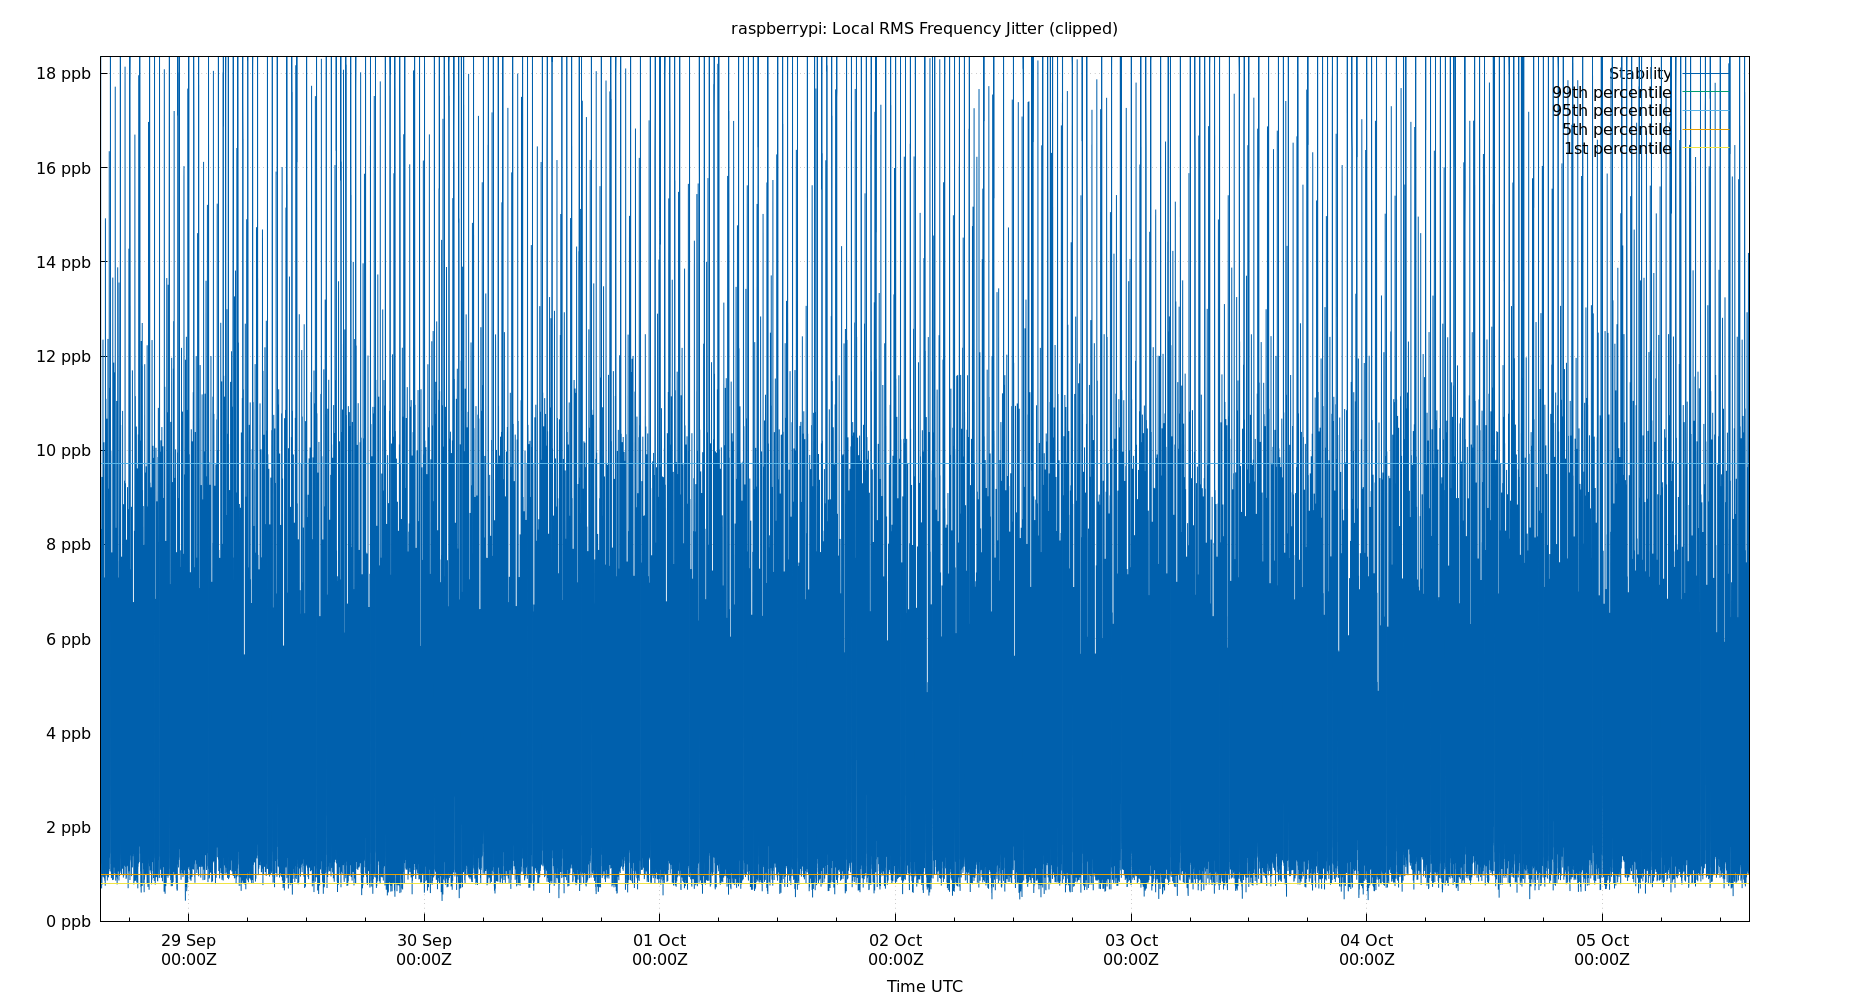 raspberrypi: Local RMS Frequency Jitter (clipped)
18 ppb
16 ppb
14 ppb
12 ppb
10 ppb
8 ppb
6 ppb
4 ppb
2 ppb
0 ppb
Stability
99th percentile
95th percentile
5th percentile
1st percentile
29 Sep 30 Sep 01 Oct 02 Oct 03 Oct 04 Oct 05 Oct
00:00Z 00:00Z 00:00Z 00:00Z 00:00Z 00:00Z 00:00Z
Time UTC